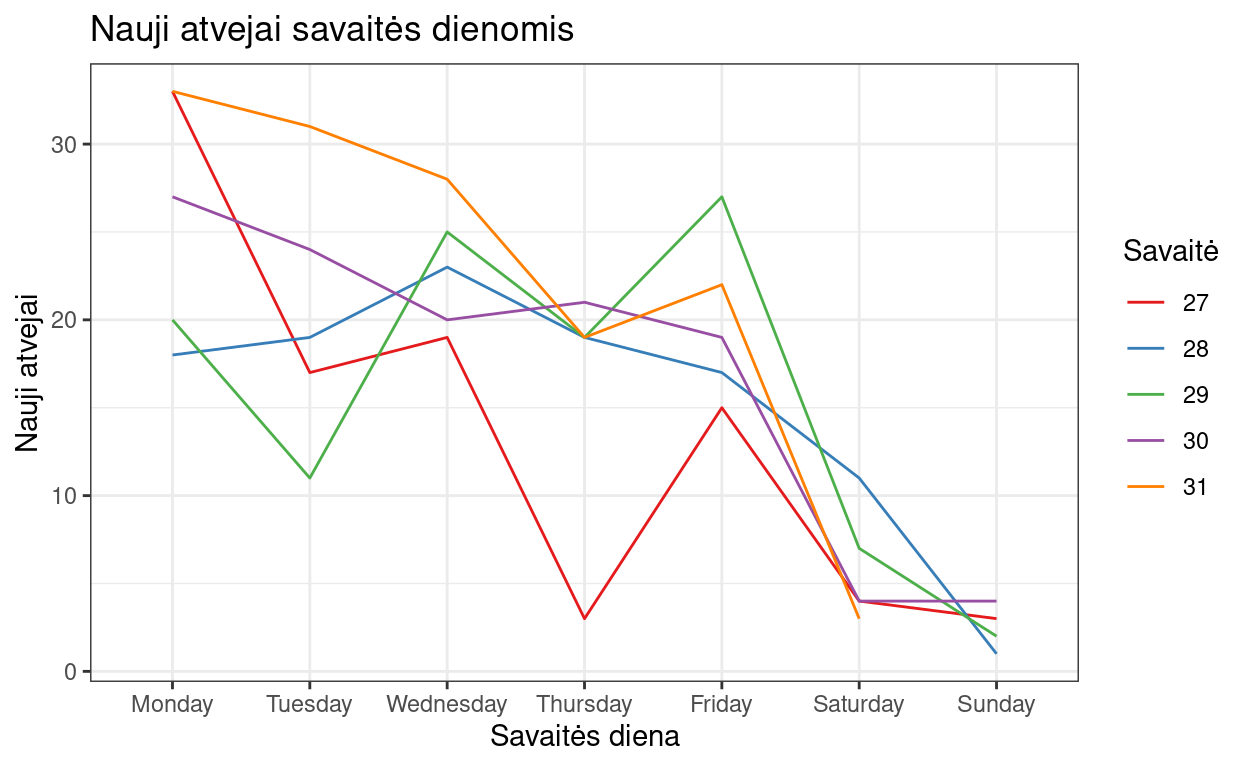 Nauji atvejai savaitės dienomis
Nauji atvejai
30
20
10
0
Monday Tuesday Wednesday Thursday Friday Saturday Sunday
Savaitės diena
Savaitė
27
28
29
30
31